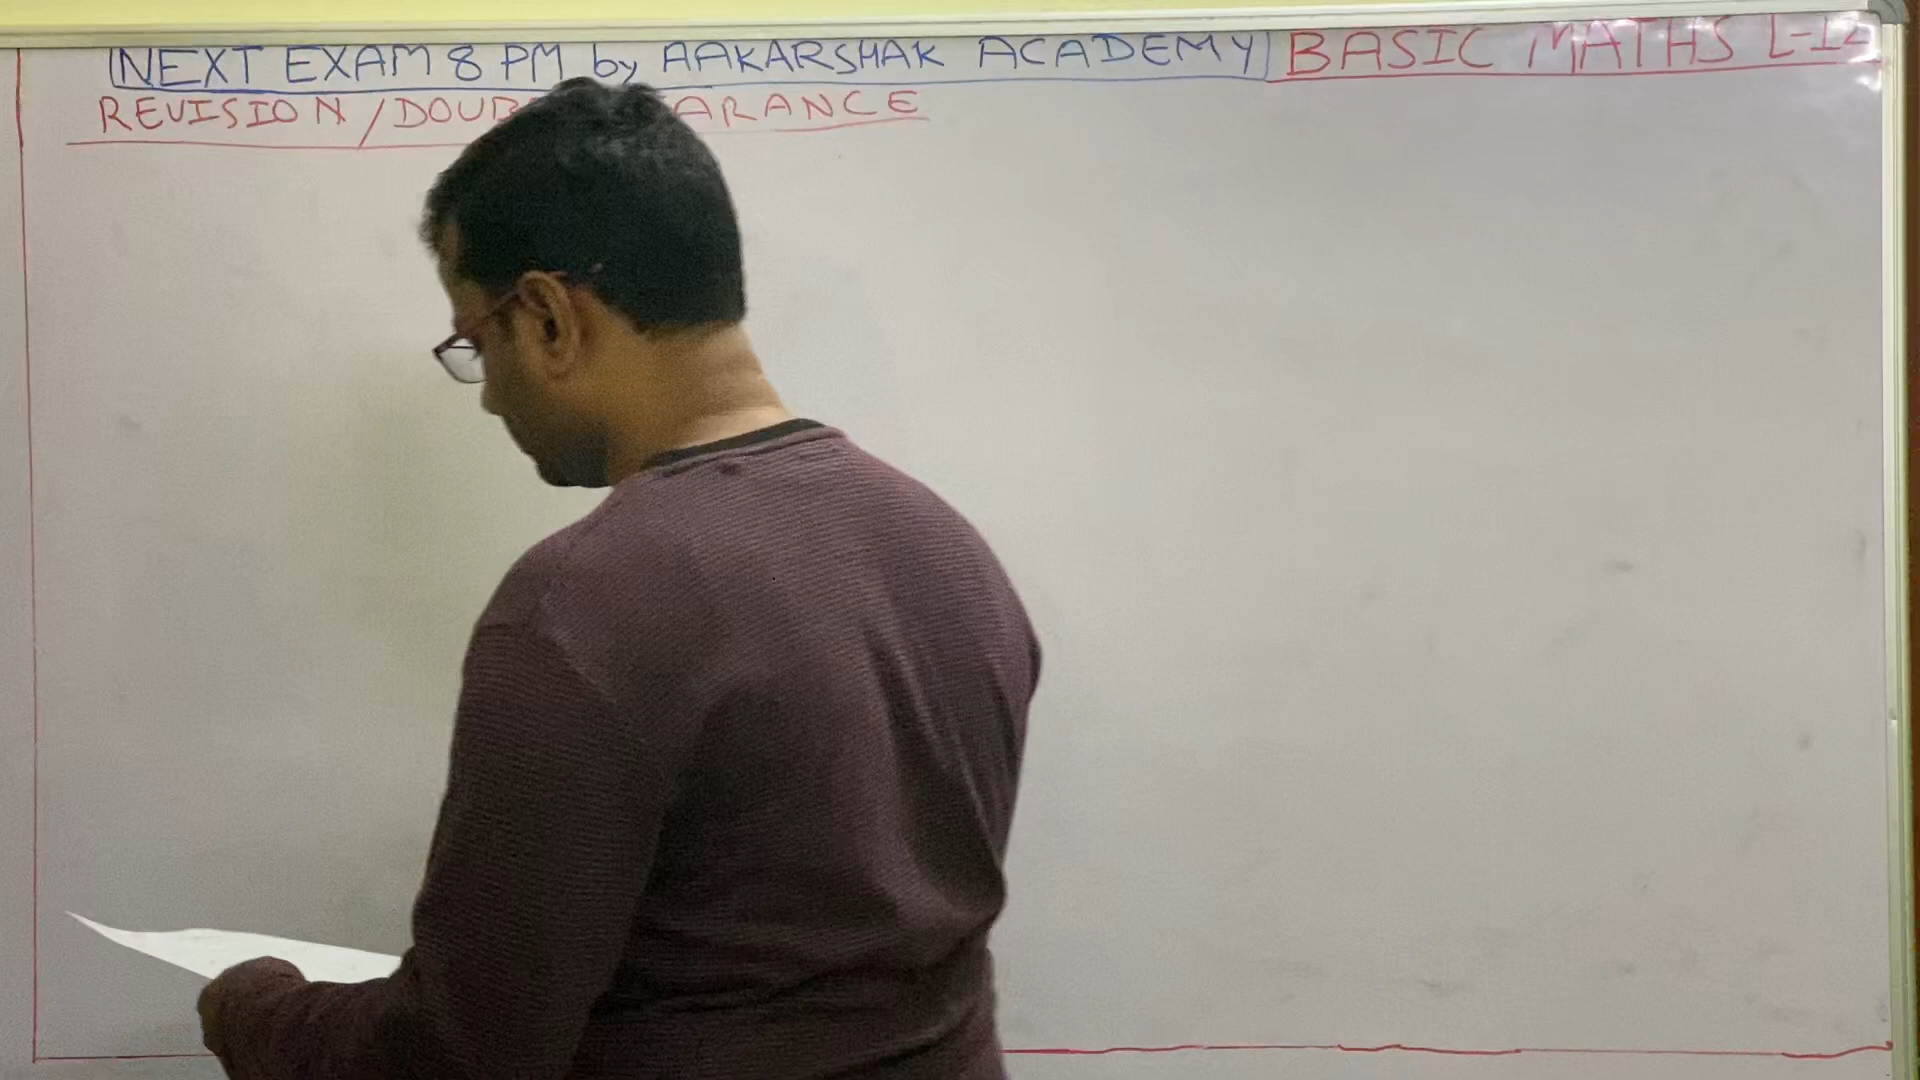 NEXT EXAM 8 PM by AAKARSHAK ACADEMY BASIC MATHS L-12
REVISION / DOUB ARANCE